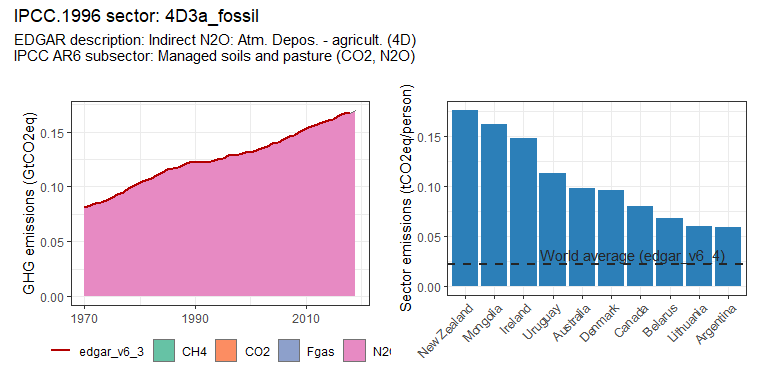 IPCC.1996 sector: 4D3a_fossil
EDGAR description: Indirect N2O: Atm. Depos. - agricult. (4D)
IPCC AR6 subsector: Managed soils and pasture (CO2, N2O)
GHG emissions (GtCO2eq)
0.15
0.10
0.05
0.00
1970
1990
2010
edgar_v6_3
CH4
CO2
Fgas
N2O
Sector emissions (tCO2eq/person)
0.15
0.10
0.05
0.00
World average (edgar_v6_4)
New Zealand
Mongolia
Ireland
Uruguay
Australia
Denmark
Canada
Belarus
Lithuania
Argentina